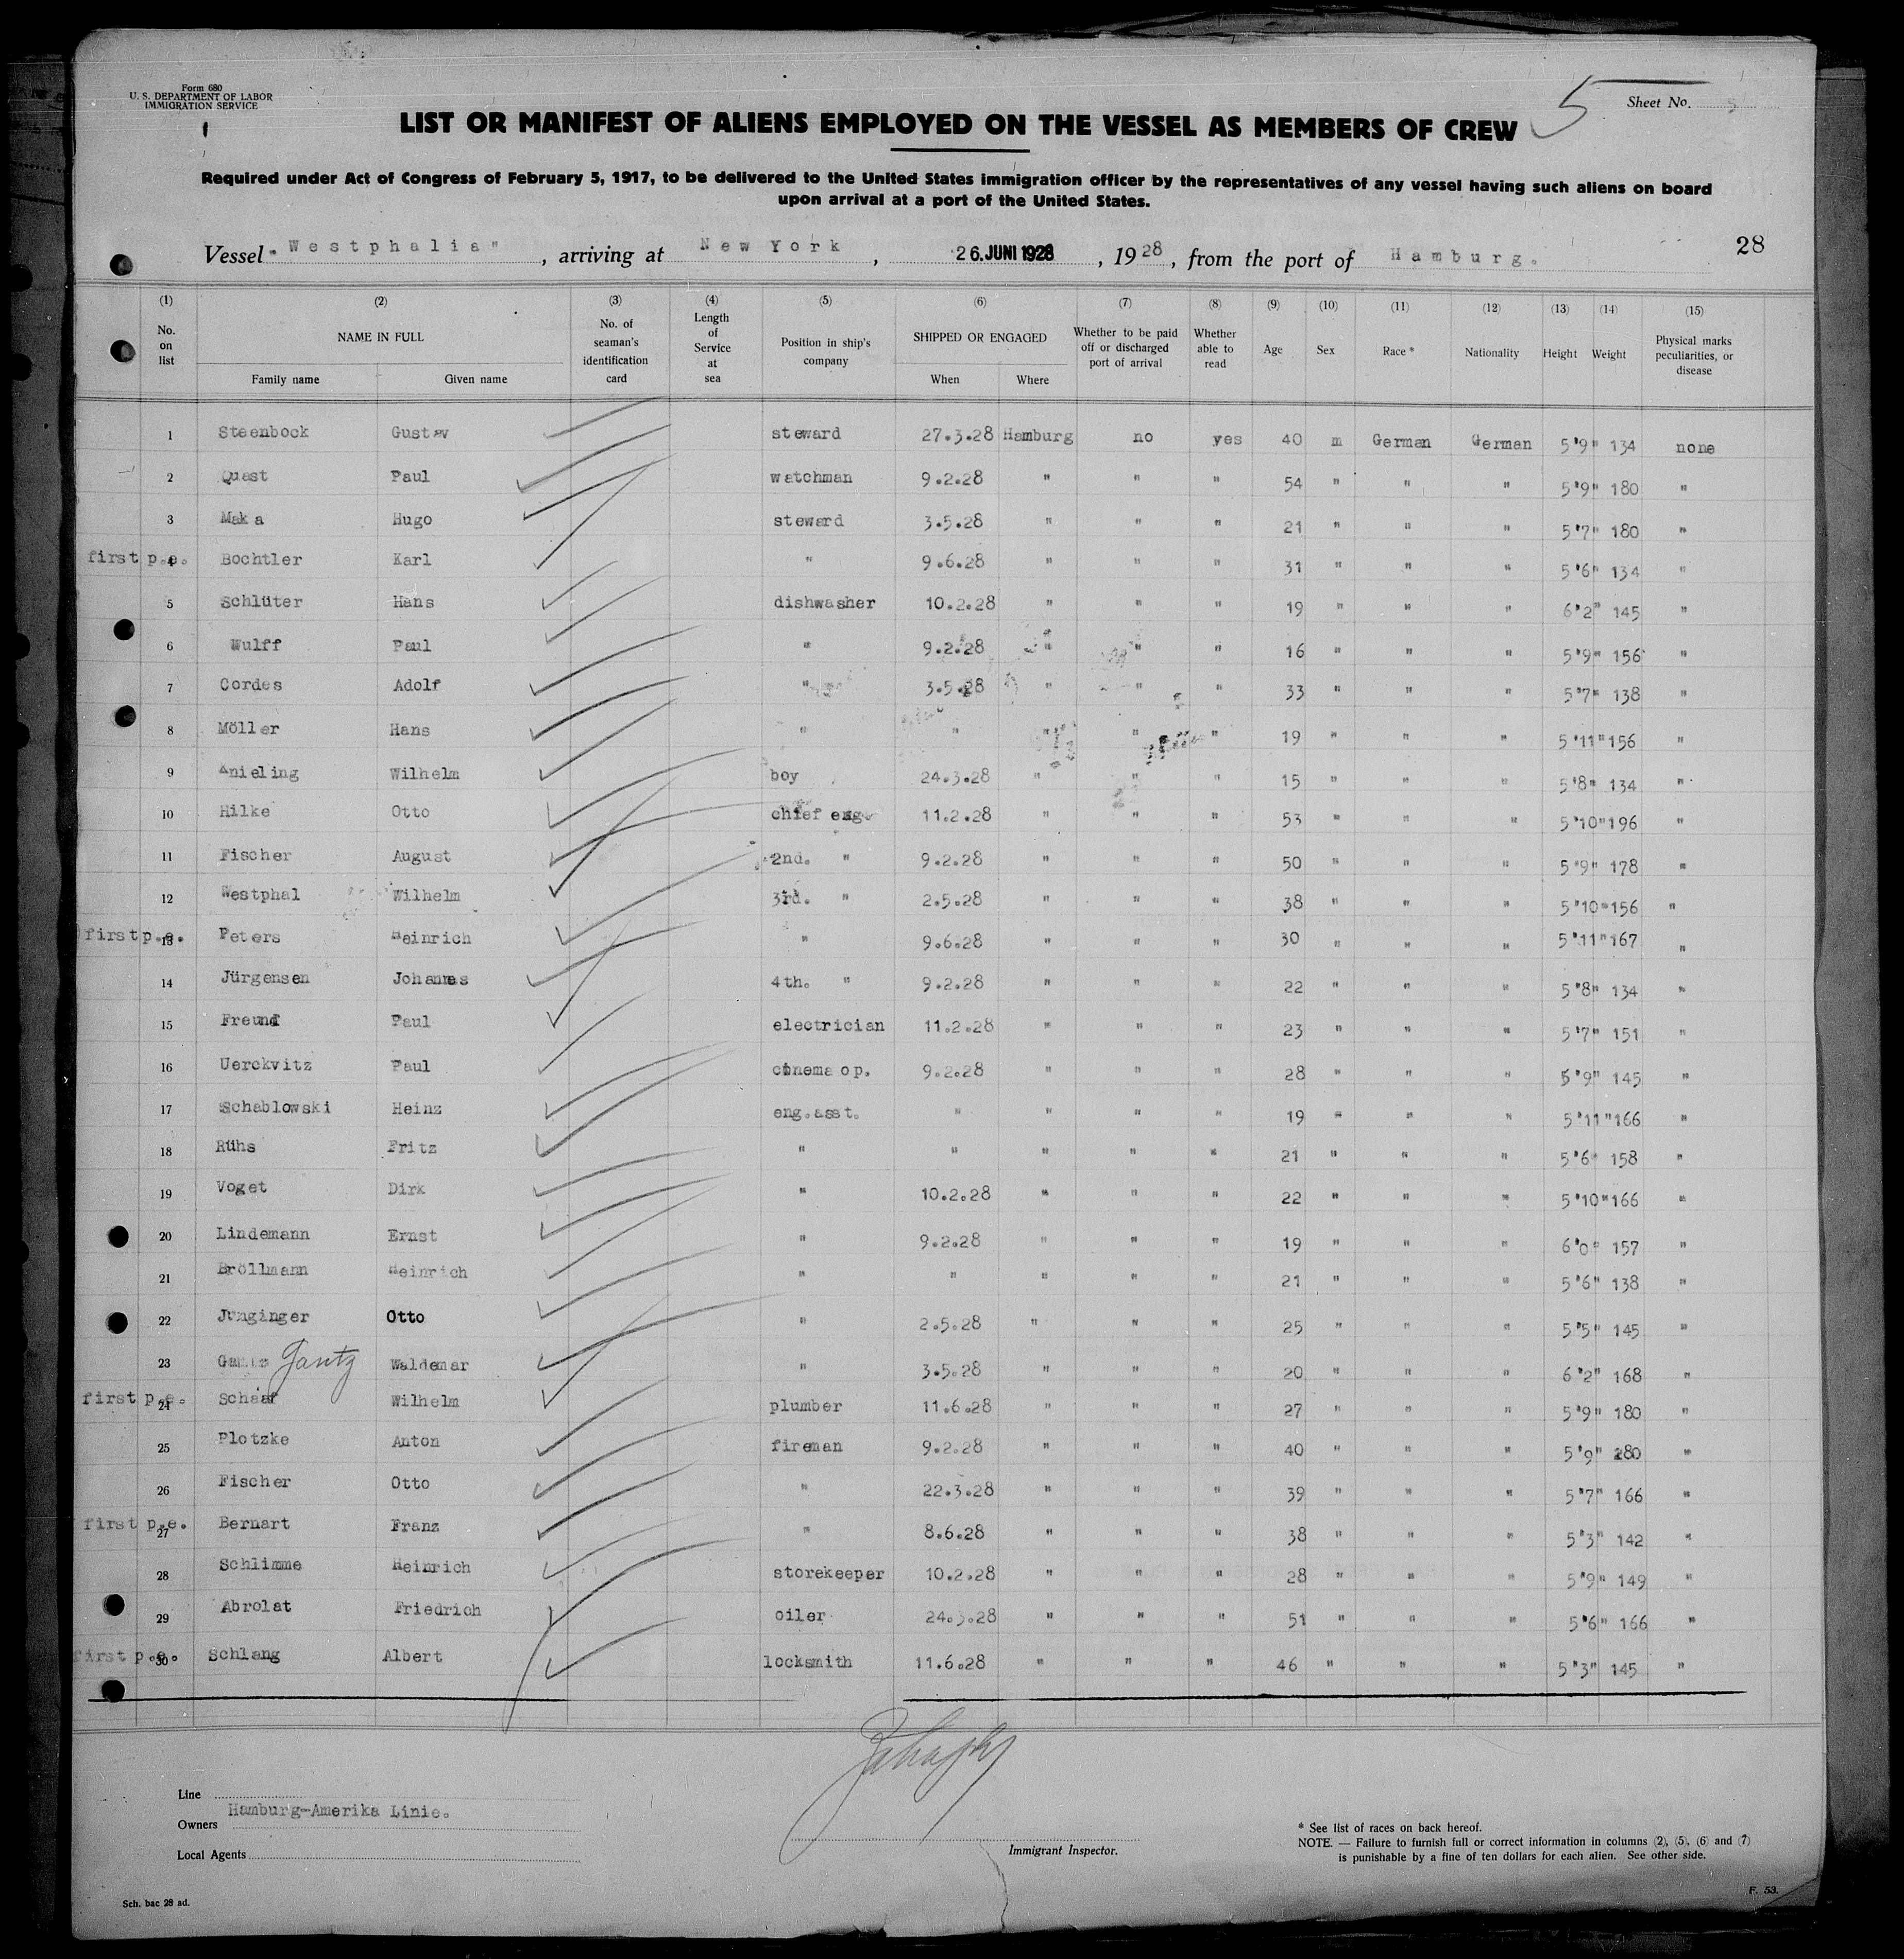 Form 680
U. S. DEPARTMENT OF LABOR
IMMIGRATION SERVICE
5 Sheet No. 5
LIST OR MANIFEST OF ALIENS EMPLOYED ON THE VESSEL AS MEMBERS OF CREW
Required under Act of Congress of February 5, 1917, to be delivered to the United States immigration officer by the representatives of any vessel having such aliens on board
upon arrival at a port of the United States.
Vessel "Westphalia", arriving at New York, 26. JUNI 1928, 1928, from the port of Hamburg. 28
(1) (2) (3) (4) (5) (6) (7) (8) (9) (10) (11) (12) (13) (14) (15)
No. on list NAME IN FULL Family name Given name No. of seaman's identification card Length of Service at sea Position in ship's company SHIPPED OR ENGAGED When Where Whether to be paid off or discharged port of arrival Whether able to read Age Sex Race * Nationality Height Weight Physical marks peculiarities, or disease
1 Steenbock Gustav steward 27.3.28 Hamburg no yes 40 m German German 5'9" 134 none
2 Quast Paul watchman 9.2.28 " " " 54 " " " 5'9" 180 "
3 Maka Hugo steward 3.5.28 " " " 21 " " " 5'7" 180 "
first p.e. 4 Bochtler Karl " 9.6.28 " " " 31 " " " 5'6" 134 "
5 Schlüter Hans dishwasher 10.2.28 " " " 19 " " " 6'2" 145 "
6 Wulff Paul " 9.2.28 " " " 16 " " " 5'9" 156 "
7 Cordes Adolf " 3.5.28 " " " 33 " " " 5'7" 138 "
8 Möller Hans " " " " " 19 " " " 5'11" 156 "
9 Knieling Wilhelm boy 24.3.28 " " " 15 " " " 5'8" 134 "
10 Hilke Otto chief eng. 11.2.28 " " " 53 " " " 5'10" 196 "
11 Fischer August 2nd. " 9.2.28 " " " 50 " " " 5'9" 178 "
12 Westphal Wilhelm 3rd. " 2.5.28 " " " 38 " " " 5'10" 156 "
first p.e. 13 Peters Heinrich " 9.6.28 " " " 30 " " " 5'11" 167 "
14 Jürgensen Johannes 4th. " 9.2.28 " " " 22 " " " 5'8" 134 "
15 Freund Paul electrician 11.2.28 " " " 23 " " " 5'7" 151 "
16 Uerckvitz Paul cinema op. 9.2.28 " " " 28 " " " 5'9" 145 "
17 Schablowski Heinz eng.asst. " " " " 19 " " " 5'11" 166 "
18 Rühs Fritz " " " " " 21 " " " 5'6" 158 "
19 Voget Dirk " 10.2.28 " " " 22 " " " 5'10" 166 "
20 Lindemann Ernst " 9.2.28 " " " 19 " " " 6'0" 157 "
21 Bröllmann Heinrich " " " " " 21 " " " 5'6" 138 "
22 Junginger Otto " 2.5.28 " " " 25 " " " 5'5" 145 "
23 Gantz Waldemar " 3.5.28 " " " 20 " " " 6'2" 168 "
first p.e. 24 Schaaf Wilhelm plumber 11.6.28 " " " 27 " " " 5'9" 180 "
25 Plotzke Anton fireman 9.2.28 " " " 40 " " " 5'9" 180 "
26 Fischer Otto " 22.3.28 " " " 39 " " " 5'7" 166 "
first p.e. 27 Bernart Franz " 8.6.28 " " " 38 " " " 5'3" 142 "
28 Schlimme Heinrich storekeeper 10.2.28 " " " 28 " " " 5'9" 149 "
29 Abrolat Friedrich oiler 24.3.28 " " " 51 " " " 5'6" 166 "
first p.e. 30 Schlang Albert locksmith 11.6.28 " " " 46 " " " 5'3" 145 "
Line
Hamburg-Amerika Linie.
Owners
Local Agents
Immigrant Inspector.
* See list of races on back hereof.
NOTE. — Failure to furnish full or correct information in columns (2), (5), (6) and (7)
is punishable by a fine of ten dollars for each alien. See other side.
Sch. bac 28 ad.
F. 53.